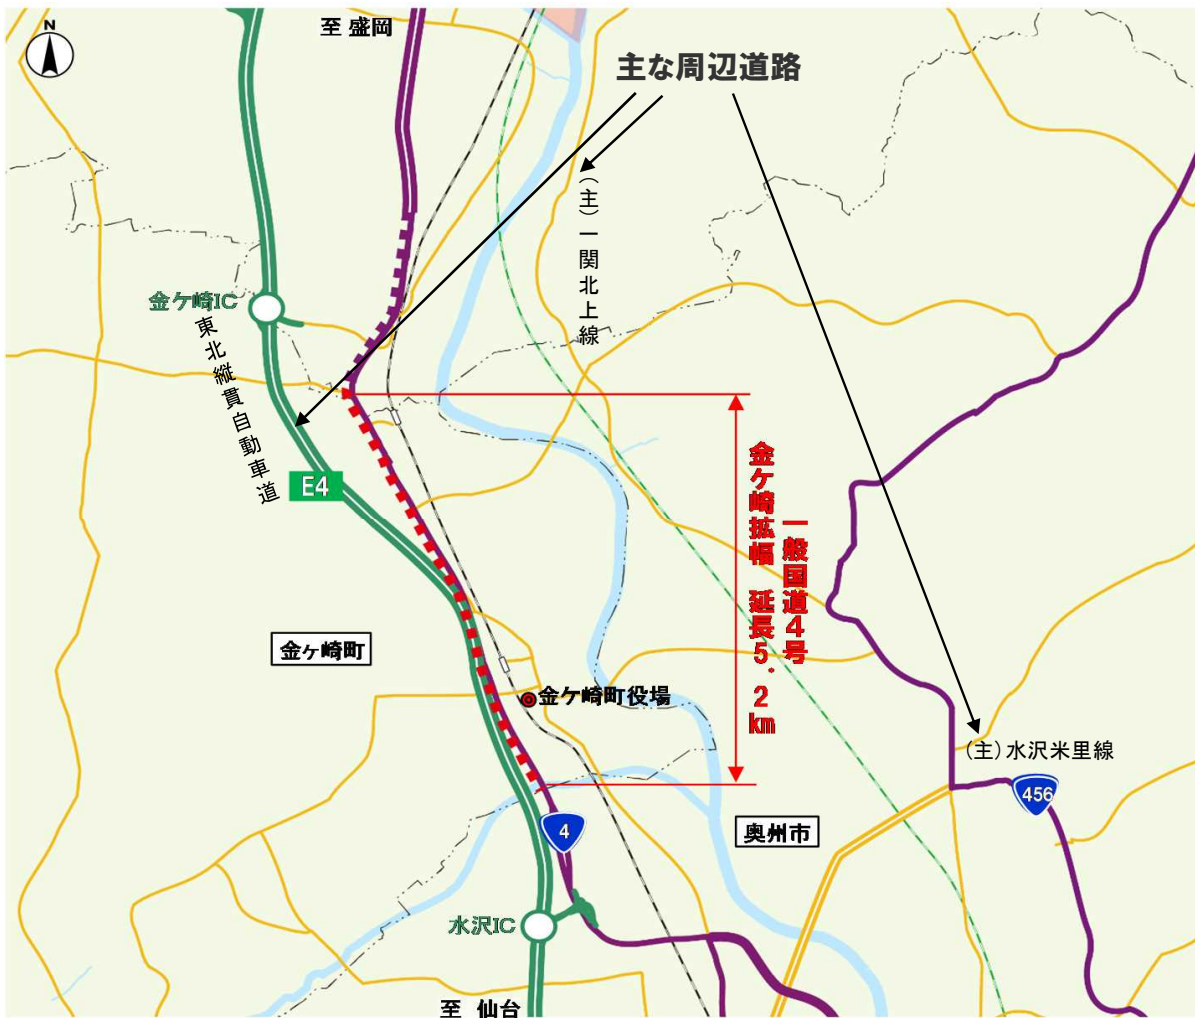 N
至 盛岡
主な周辺道路
(主)一関北上線
金ケ崎IC
東北縦貫自動車道
E4
一般国道4号
金ケ崎拡幅 延長5.2km
金ヶ崎町
金ケ崎町役場
(主)水沢米里線
456
4
奥州市
水沢IC
至 仙台